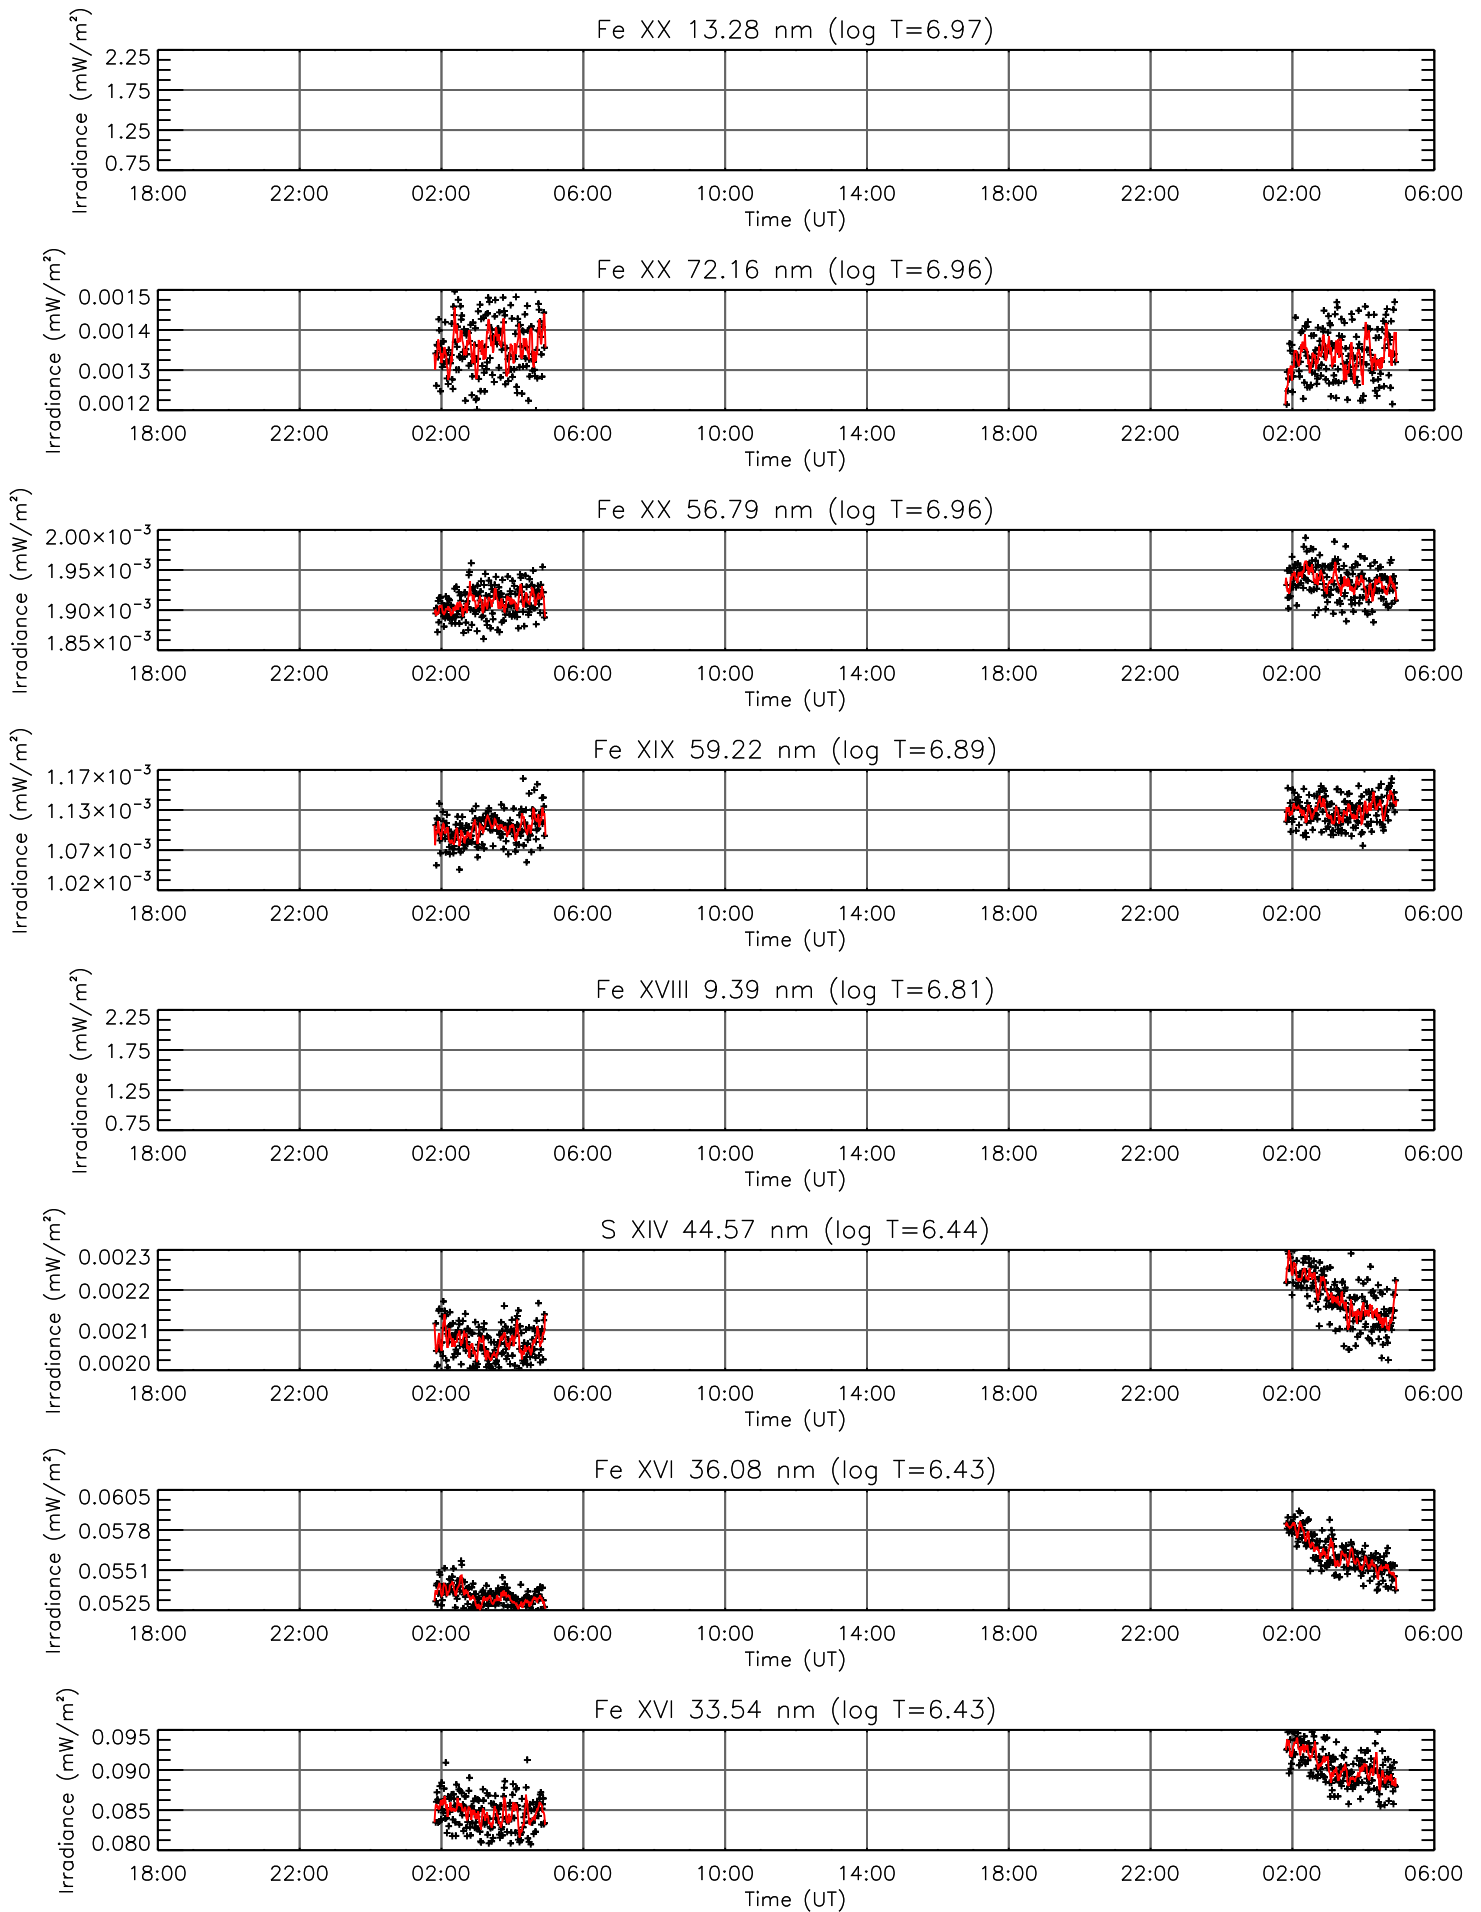 Fe XX 13.28 nm (log T=6.97)
Irradiance (mW/m²)
2.25
1.75
1.25
0.75
18:00 22:00 02:00 06:00 10:00 14:00 18:00 22:00 02:00 06:00
Time (UT)
Fe XX 72.16 nm (log T=6.96)
Irradiance (mW/m²)
0.0015
0.0014
0.0013
0.0012
18:00 22:00 02:00 06:00 10:00 14:00 18:00 22:00 02:00 06:00
Time (UT)
Fe XX 56.79 nm (log T=6.96)
Irradiance (mW/m²)
2.00×10⁻³
1.95×10⁻³
1.90×10⁻³
1.85×10⁻³
18:00 22:00 02:00 06:00 10:00 14:00 18:00 22:00 02:00 06:00
Time (UT)
Fe XIX 59.22 nm (log T=6.89)
Irradiance (mW/m²)
1.17×10⁻³
1.13×10⁻³
1.07×10⁻³
1.02×10⁻³
18:00 22:00 02:00 06:00 10:00 14:00 18:00 22:00 02:00 06:00
Time (UT)
Fe XVIII 9.39 nm (log T=6.81)
Irradiance (mW/m²)
2.25
1.75
1.25
0.75
18:00 22:00 02:00 06:00 10:00 14:00 18:00 22:00 02:00 06:00
Time (UT)
S XIV 44.57 nm (log T=6.44)
Irradiance (mW/m²)
0.0023
0.0022
0.0021
0.0020
18:00 22:00 02:00 06:00 10:00 14:00 18:00 22:00 02:00 06:00
Time (UT)
Fe XVI 36.08 nm (log T=6.43)
Irradiance (mW/m²)
0.0605
0.0578
0.0551
0.0525
18:00 22:00 02:00 06:00 10:00 14:00 18:00 22:00 02:00 06:00
Time (UT)
Fe XVI 33.54 nm (log T=6.43)
Irradiance (mW/m²)
0.095
0.090
0.085
0.080
18:00 22:00 02:00 06:00 10:00 14:00 18:00 22:00 02:00 06:00
Time (UT)